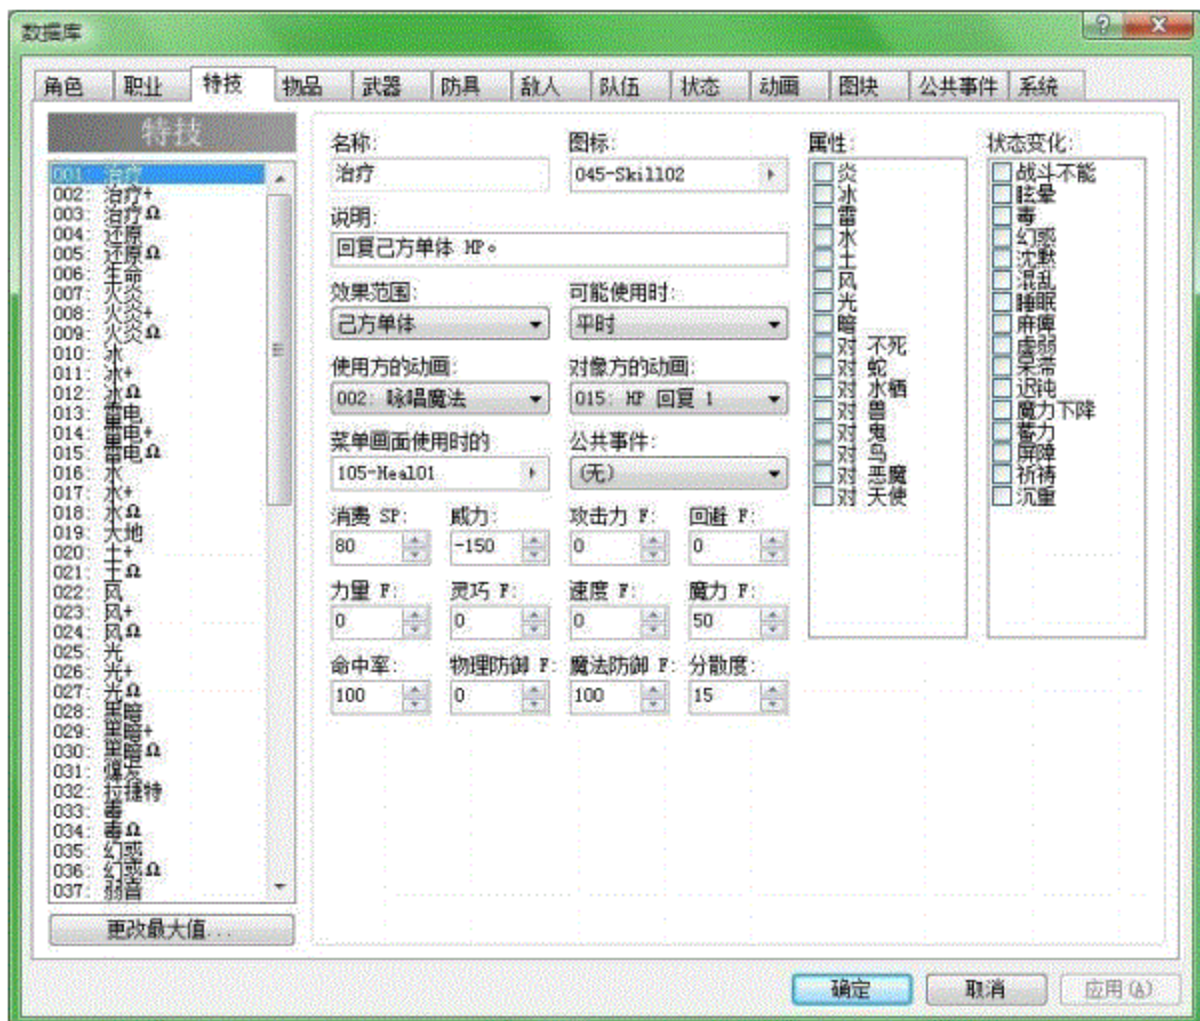 数据库
角色 职业 特技 物品 武器 防具 敌人 队伍 状态 动画 图块 公共事件 系统
特技
001: 治疗
002: 治疗+
003: 治疗Ω
004: 还原
005: 还原Ω
006: 生命
007: 火炎
008: 火炎+
009: 火炎Ω
010: 冰
011: 冰+
012: 冰Ω
013: 雷电
014: 雷电+
015: 雷电Ω
016: 水
017: 水+
018: 水Ω
019: 大地
020: 土+
021: 土Ω
022: 风
023: 风+
024: 风Ω
025: 光
026: 光+
027: 光Ω
028: 黑暗
029: 黑暗+
030: 黑暗Ω
031: 爆发
032: 拉捷特
033: 毒
034: 毒Ω
035: 幻惑
036: 幻惑Ω
037: 弱音
更改最大值...
名称: 图标:
治疗 045-Skill02
说明:
回复己方单体 HP。
效果范围: 可能使用时:
己方单体 平时
使用方的动画: 对像方的动画:
002: 咏唱魔法 015: HP 回复 1
菜单画面使用时的 公共事件:
105-Heal01 (无)
消费 SP: 威力: 攻击力 F: 回避 F:
80 -150 0 0
力量 F: 灵巧 F: 速度 F: 魔力 F:
0 0 0 50
命中率: 物理防御 F: 魔法防御 F: 分散度:
100 0 100 15
属性:
炎
冰
雷
水
土
风
光
暗
对 不死
对 蛇
对 水栖
对 兽
对 鬼
对 鸟
对 恶魔
对 天使
状态变化:
战斗不能
眩晕
毒
幻惑
沈默
混乱
睡眠
麻痹
虚弱
呆滞
迟钝
魔力下降
蓄力
屏障
祈祷
沉重
确定 取消 应用(A)